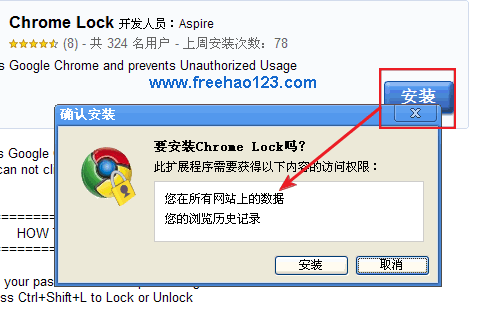 Chrome Lock 开发人员：Aspire
(8) - 共 324 名用户 - 上周安装次数：78
s Google Chrome and prevents Unauthorized Usage
www.freehao123.com
安装
确认安装
要安装Chrome Lock吗？
此扩展程序需要获得以下内容的访问权限：
您在所有网站上的数据
您的浏览历史记录
安装 取消
s Google
can not cl
========
HOW
========
your pas
ss Ctrl+Shift+L to Lock or Unlock